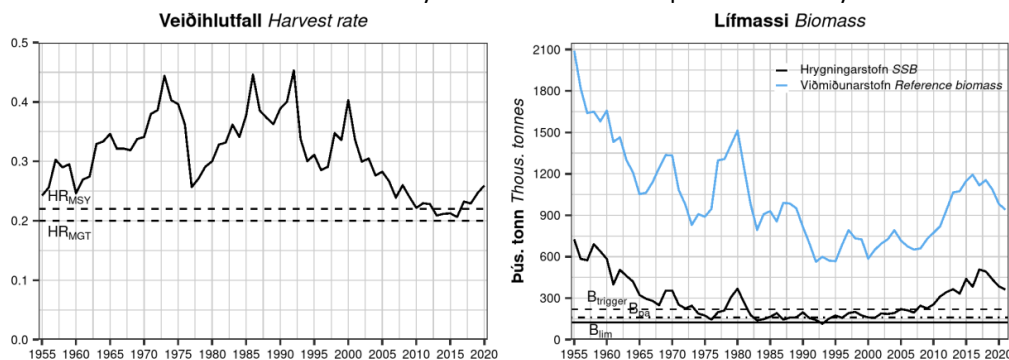 Veiðihlutfall Harvest rate
0.5
0.4
0.3
0.2
0.1
0.0
HRMSY
HRMGT
1955 1960 1965 1970 1975 1980 1985 1990 1995 2000 2005 2010 2015 2020
Lífmassi Biomass
Þús. tonn Thous. tonnes
2100
1800
1500
1200
900
600
300
0
Hrygningarstofn SSB
Viðmiðunarstofn Reference biomass
Btrigger
Bpa
Blim
1955 1960 1965 1970 1975 1980 1985 1990 1995 2000 2005 2010 2015 2020